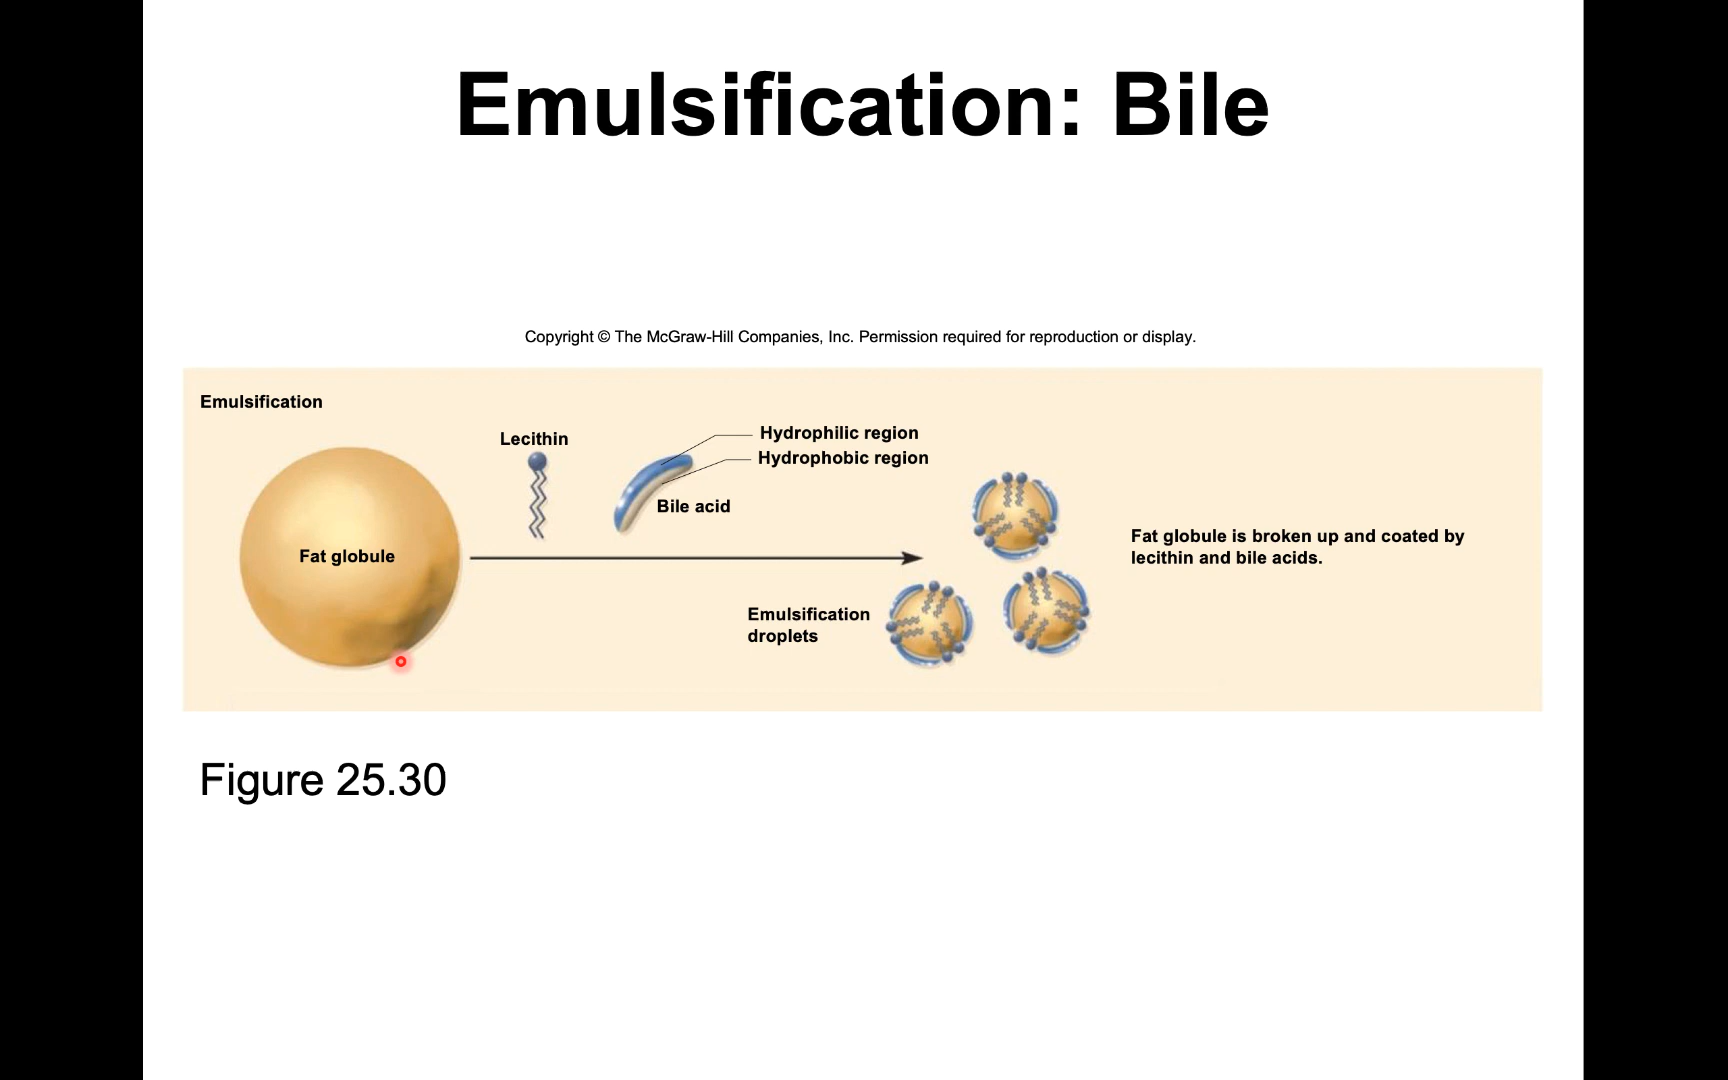 Emulsification: Bile
Copyright © The McGraw-Hill Companies, Inc. Permission required for reproduction or display.
Emulsification
Lecithin
Hydrophilic region
Hydrophobic region
Bile acid
Fat globule
Fat globule is broken up and coated by
lecithin and bile acids.
Emulsification
droplets
Figure 25.30